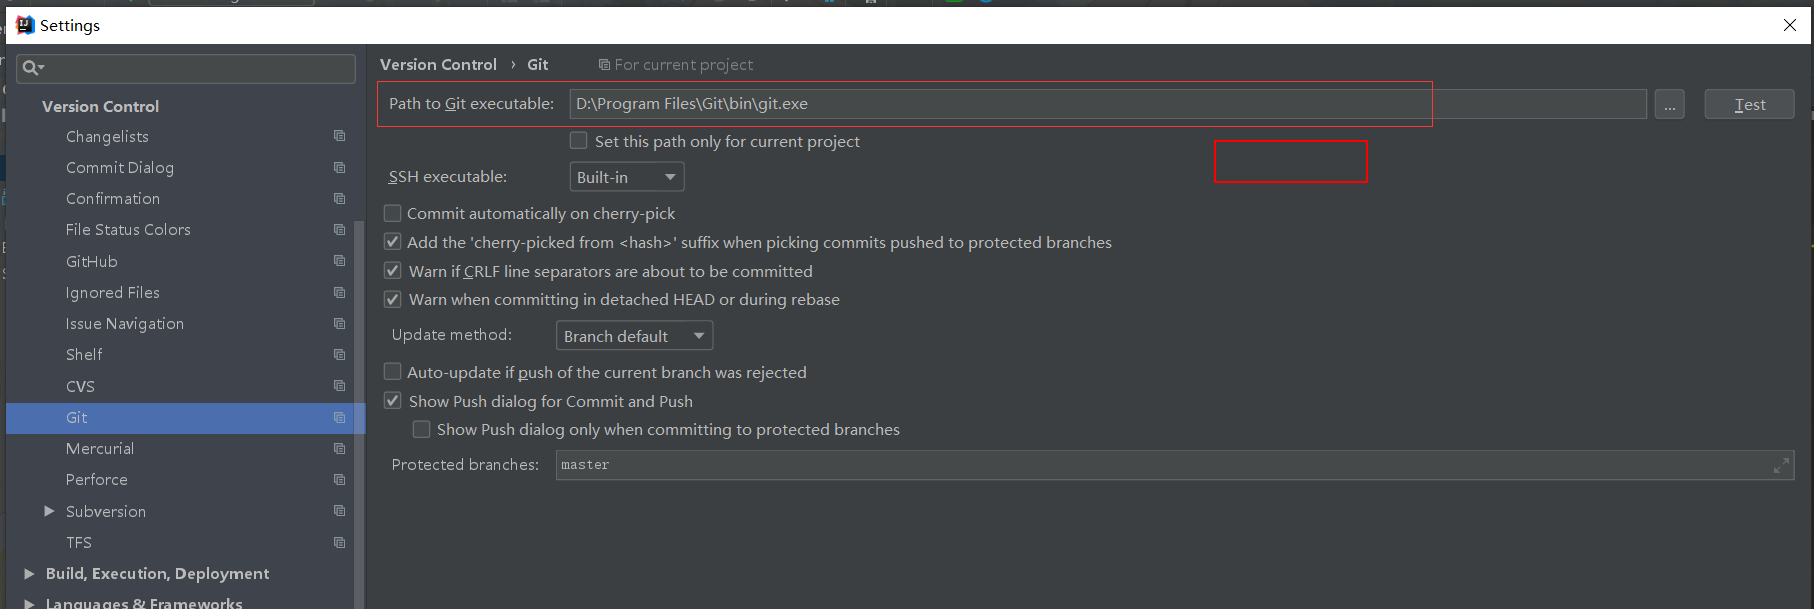 Settings
Version Control › Git For current project
Version Control
Changelists
Commit Dialog
Confirmation
File Status Colors
GitHub
Ignored Files
Issue Navigation
Shelf
CVS
Git
Mercurial
Perforce
Subversion
TFS
Build, Execution, Deployment
Languages & Frameworks
Path to Git executable: D:\Program Files\Git\bin\git.exe ... Test
Set this path only for current project
SSH executable: Built-in
Commit automatically on cherry-pick
Add the 'cherry-picked from <hash>' suffix when picking commits pushed to protected branches
Warn if CRLF line separators are about to be committed
Warn when committing in detached HEAD or during rebase
Update method: Branch default
Auto-update if push of the current branch was rejected
Show Push dialog for Commit and Push
Show Push dialog only when committing to protected branches
Protected branches: master